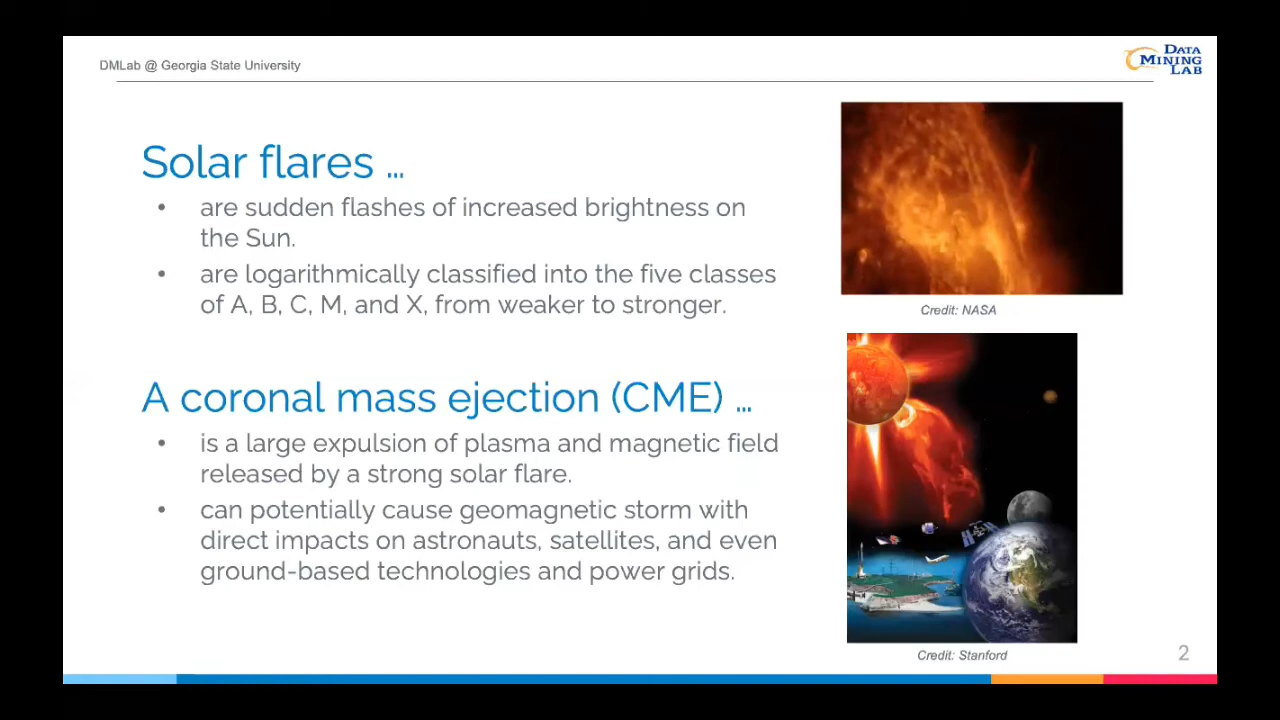 DMLab @ Georgia State University
DATA
MINING
LAB
Solar flares ...
• are sudden flashes of increased brightness on
the Sun.
• are logarithmically classified into the five classes
of A, B, C, M, and X, from weaker to stronger.
Credit: NASA
A coronal mass ejection (CME) ...
• is a large expulsion of plasma and magnetic field
released by a strong solar flare.
• can potentially cause geomagnetic storm with
direct impacts on astronauts, satellites, and even
ground-based technologies and power grids.
Credit: Stanford
2